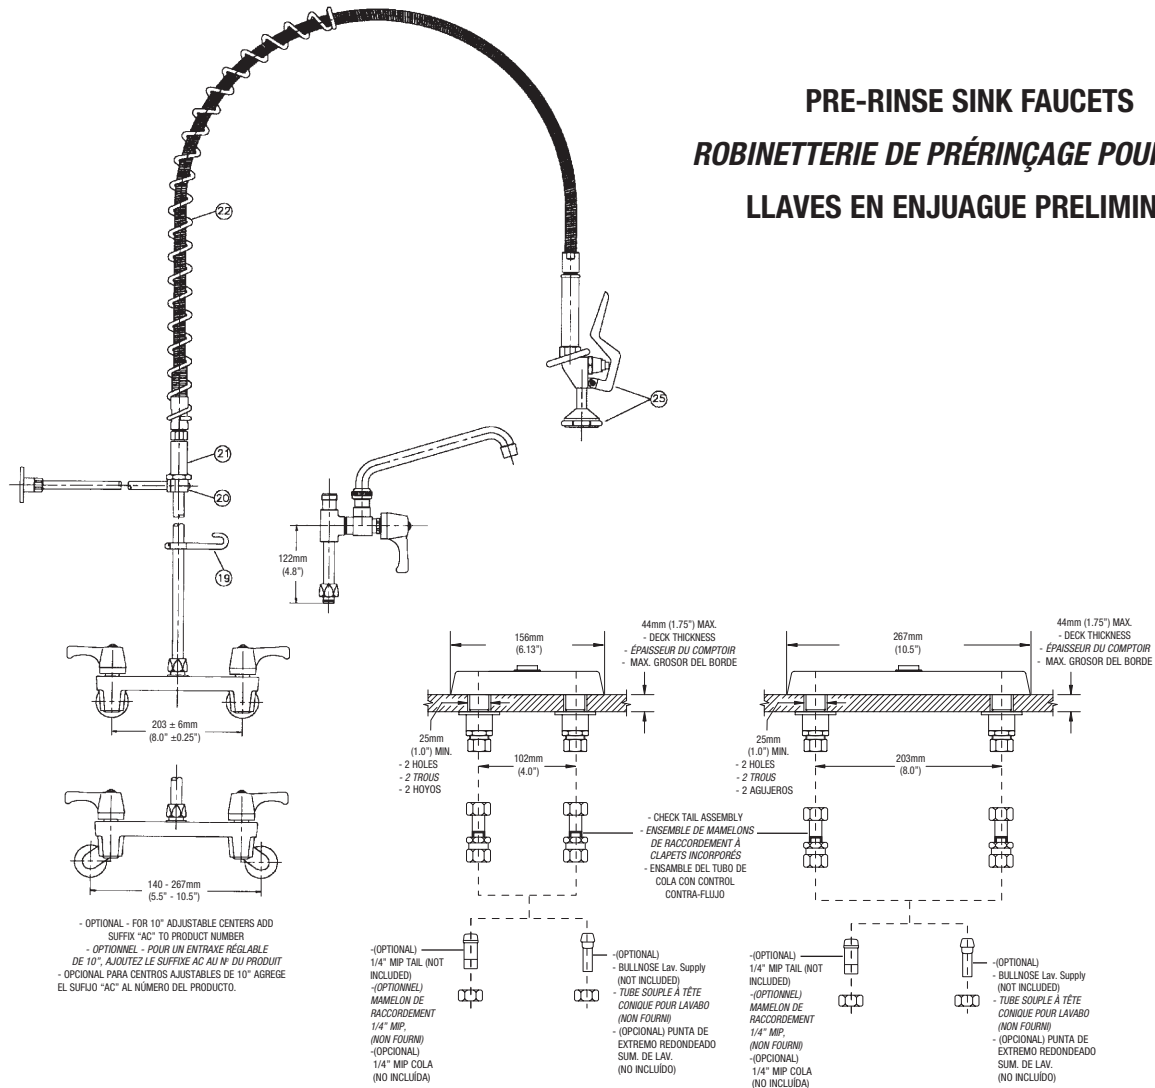 PRE-RINSE SINK FAUCETS
ROBINETTERIE DE PRÉRINÇAGE POUR
LLAVES EN ENJUAGUE PRELIMIN
22
25
21
20
19
122mm
(4.8")
203 ± 6mm
(8.0" ±0.25")
140 - 267mm
(5.5" - 10.5")
- OPTIONAL - FOR 10" ADJUSTABLE CENTERS ADD
SUFFIX "AC" TO PRODUCT NUMBER
- OPTIONNEL - POUR UN ENTRAXE RÉGLABLE
DE 10", AJOUTEZ LE SUFFIXE AC AU Nº DU PRODUIT
- OPCIONAL PARA CENTROS AJUSTABLES DE 10" AGREGE
EL SUFIJO "AC" AL NÚMERO DEL PRODUCTO.
156mm
(6.13")
44mm (1.75") MAX.
- DECK THICKNESS
- ÉPAISSEUR DU COMPTOIR
- MAX. GROSOR DEL BORDE
25mm
(1.0") MIN.
- 2 HOLES
- 2 TROUS
- 2 HOYOS
102mm
(4.0")
267mm
(10.5")
44mm (1.75") MAX.
- DECK THICKNESS
- ÉPAISSEUR DU COMPTOIR
- MAX. GROSOR DEL BORDE
25mm
(1.0") MIN.
- 2 HOLES
- 2 TROUS
- 2 AGUJEROS
203mm
(8.0")
- CHECK TAIL ASSEMBLY
- ENSEMBLE DE MAMELONS
DE RACCORDEMENT À
CLAPETS INCORPORÉS
- ENSAMBLE DEL TUBO DE
COLA CON CONTROL
CONTRA-FLUJO
-(OPTIONAL)
1/4" MIP TAIL (NOT
INCLUDED)
-(OPTIONNEL)
MAMELON DE
RACCORDEMENT
1/4" MIP,
(NON FOURNI)
-(OPCIONAL)
1/4" MIP COLA
(NO INCLUÍDA)
-(OPTIONAL)
- BULLNOSE Lav. Supply
(NOT INCLUDED)
- TUBE SOUPLE À TÊTE
CONIQUE POUR LAVABO
(NON FOURNI)
- (OPCIONAL) PUNTA DE
EXTREMO REDONDEADO
SUM. DE LAV.
(NO INCLUÍDO)
-(OPTIONAL)
1/4" MIP TAIL (NOT
INCLUDED)
-(OPTIONNEL)
MAMELON DE
RACCORDEMENT
1/4" MIP,
(NON FOURNI)
-(OPCIONAL)
1/4" MIP COLA
(NO INCLUÍDA)
-(OPTIONAL)
- BULLNOSE Lav. Supply
(NOT INCLUDED)
- TUBE SOUPLE À TÊTE
CONIQUE POUR LAVABO
(NON FOURNI)
- (OPCIONAL) PUNTA DE
EXTREMO REDONDEADO
SUM. DE LAV.
(NO INCLUÍDO)